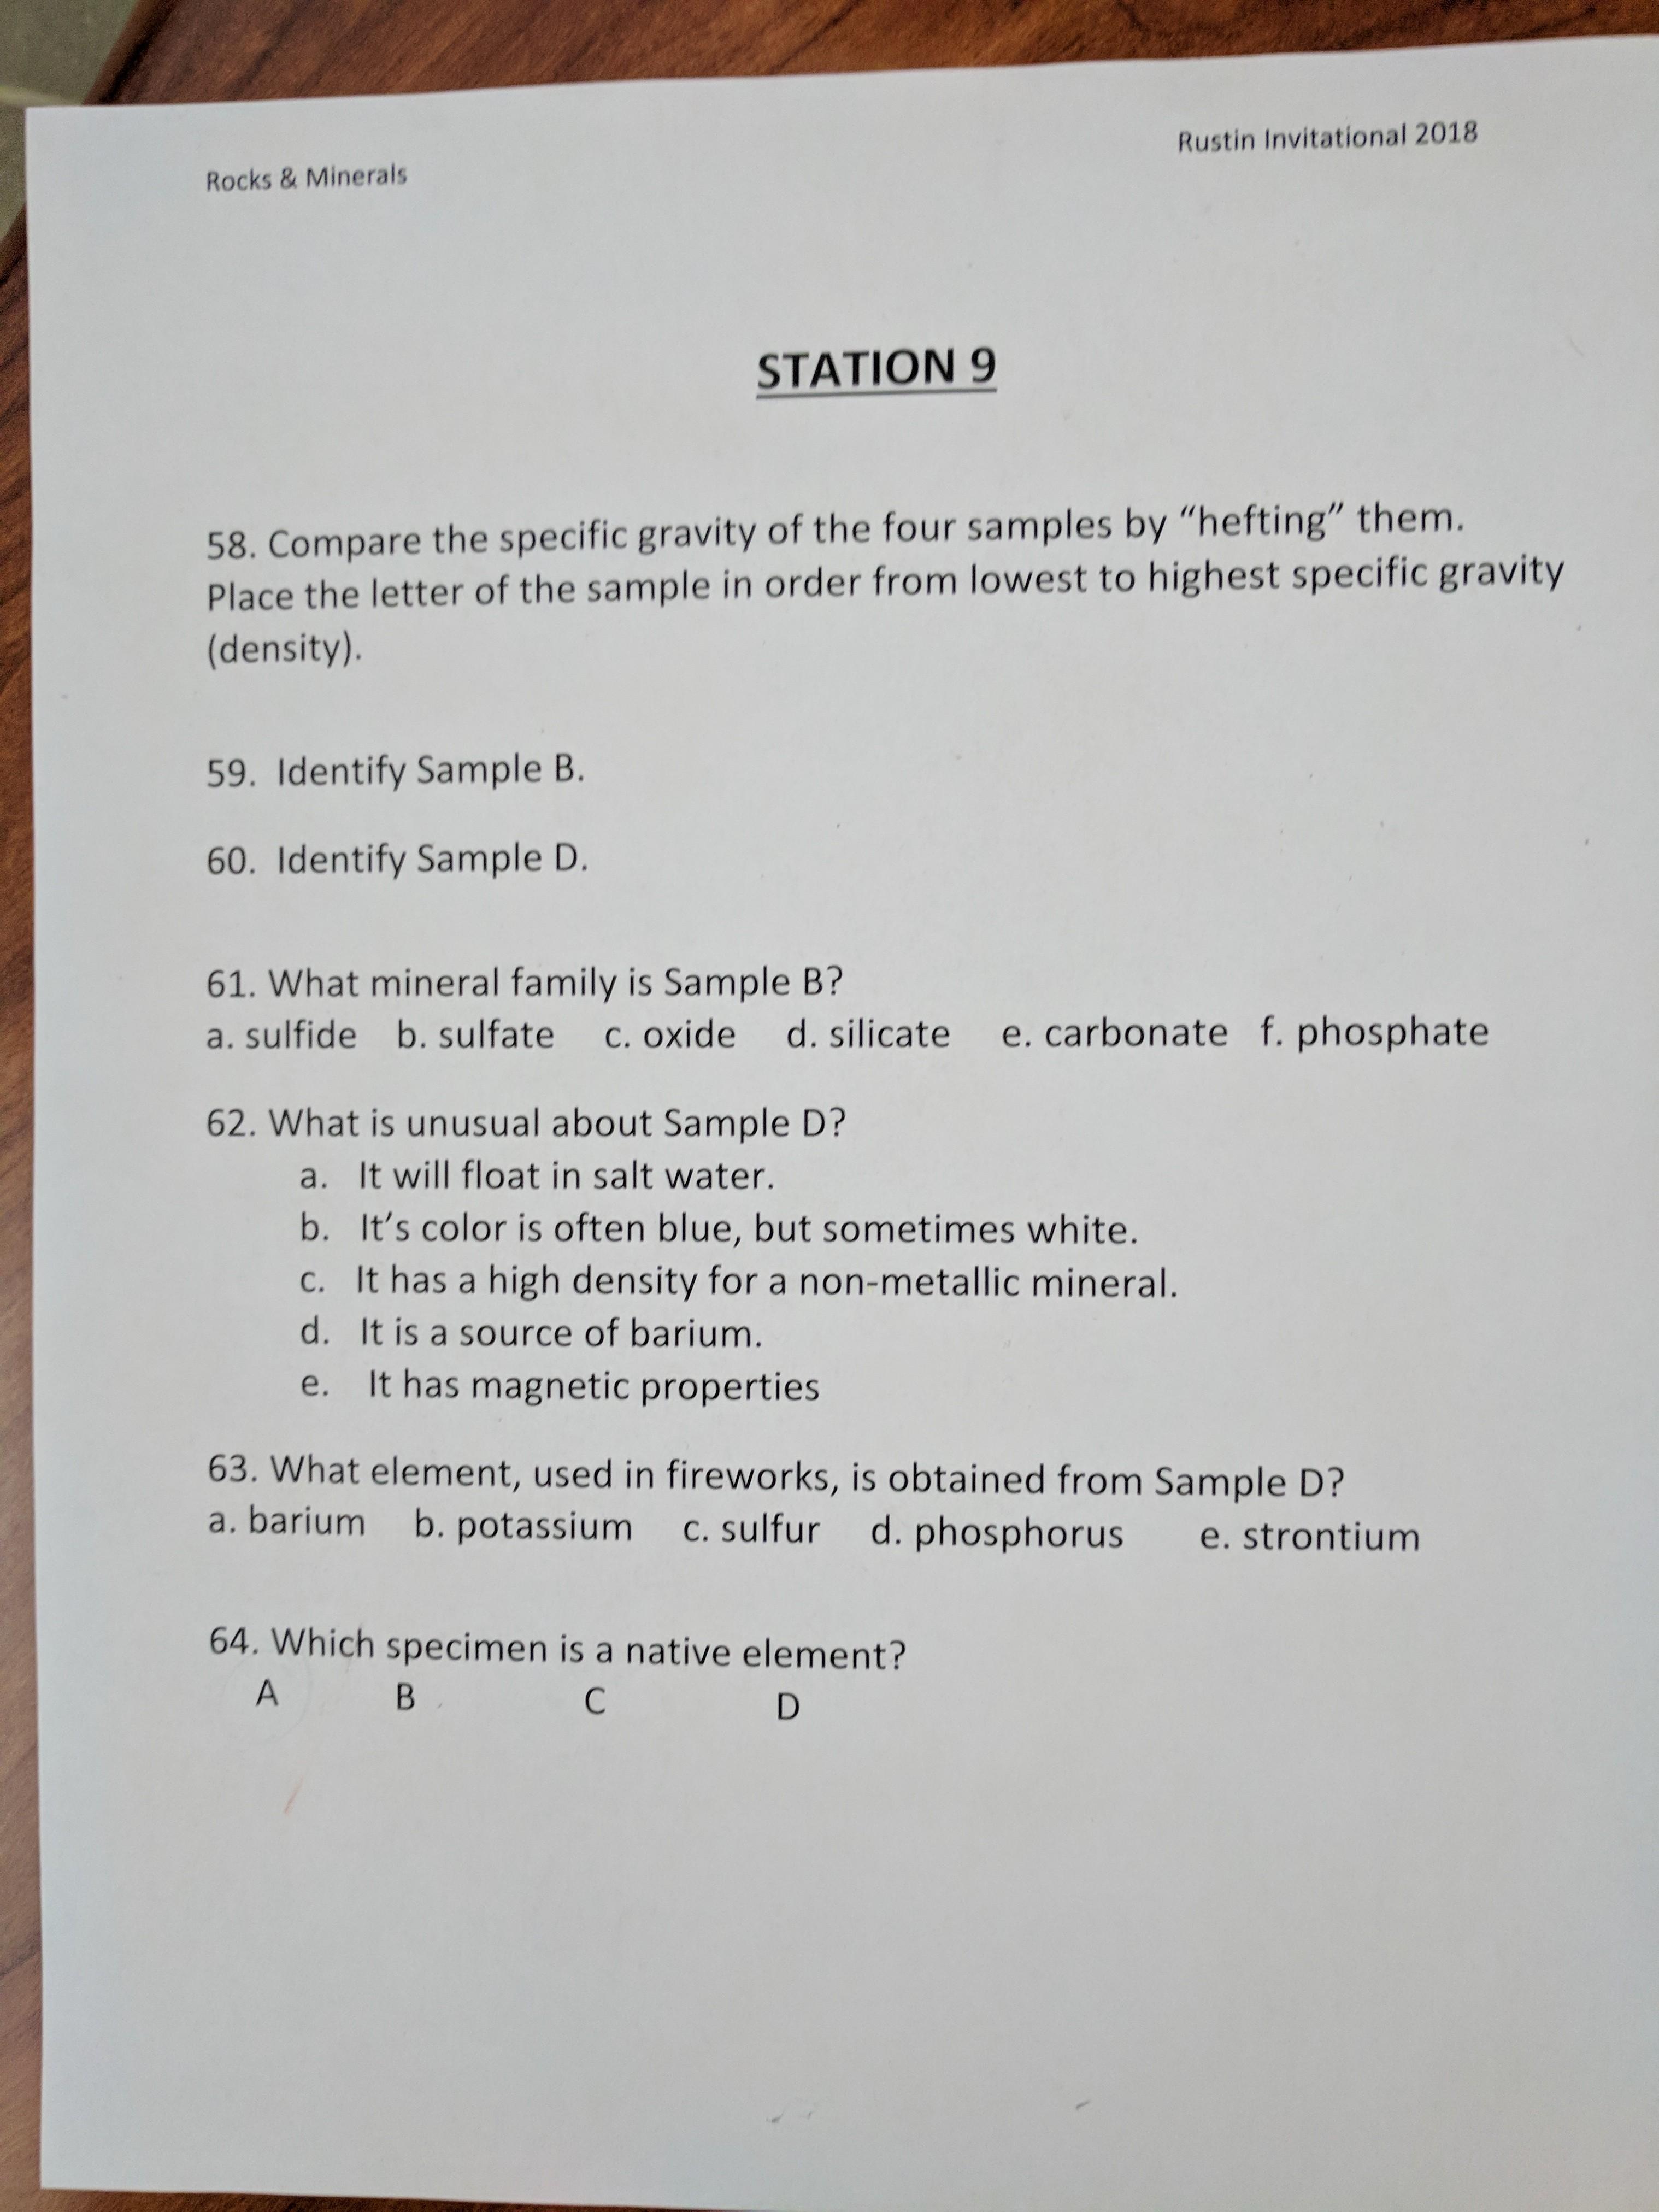 Rustin Invitational 2018
Rocks & Minerals
STATION 9
58. Compare the specific gravity of the four samples by “hefting” them.
Place the letter of the sample in order from lowest to highest specific gravity
(density).
59. Identify Sample B.
60. Identify Sample D.
61. What mineral family is Sample B?
a. sulfide b. sulfate c. oxide d. silicate e. carbonate f. phosphate
62. What is unusual about Sample D?
a. It will float in salt water.
b. It’s color is often blue, but sometimes white.
c. It has a high density for a non-metallic mineral.
d. It is a source of barium.
e. It has magnetic properties
63. What element, used in fireworks, is obtained from Sample D?
a. barium b. potassium c. sulfur d. phosphorus e. strontium
64. Which specimen is a native element?
A B C D